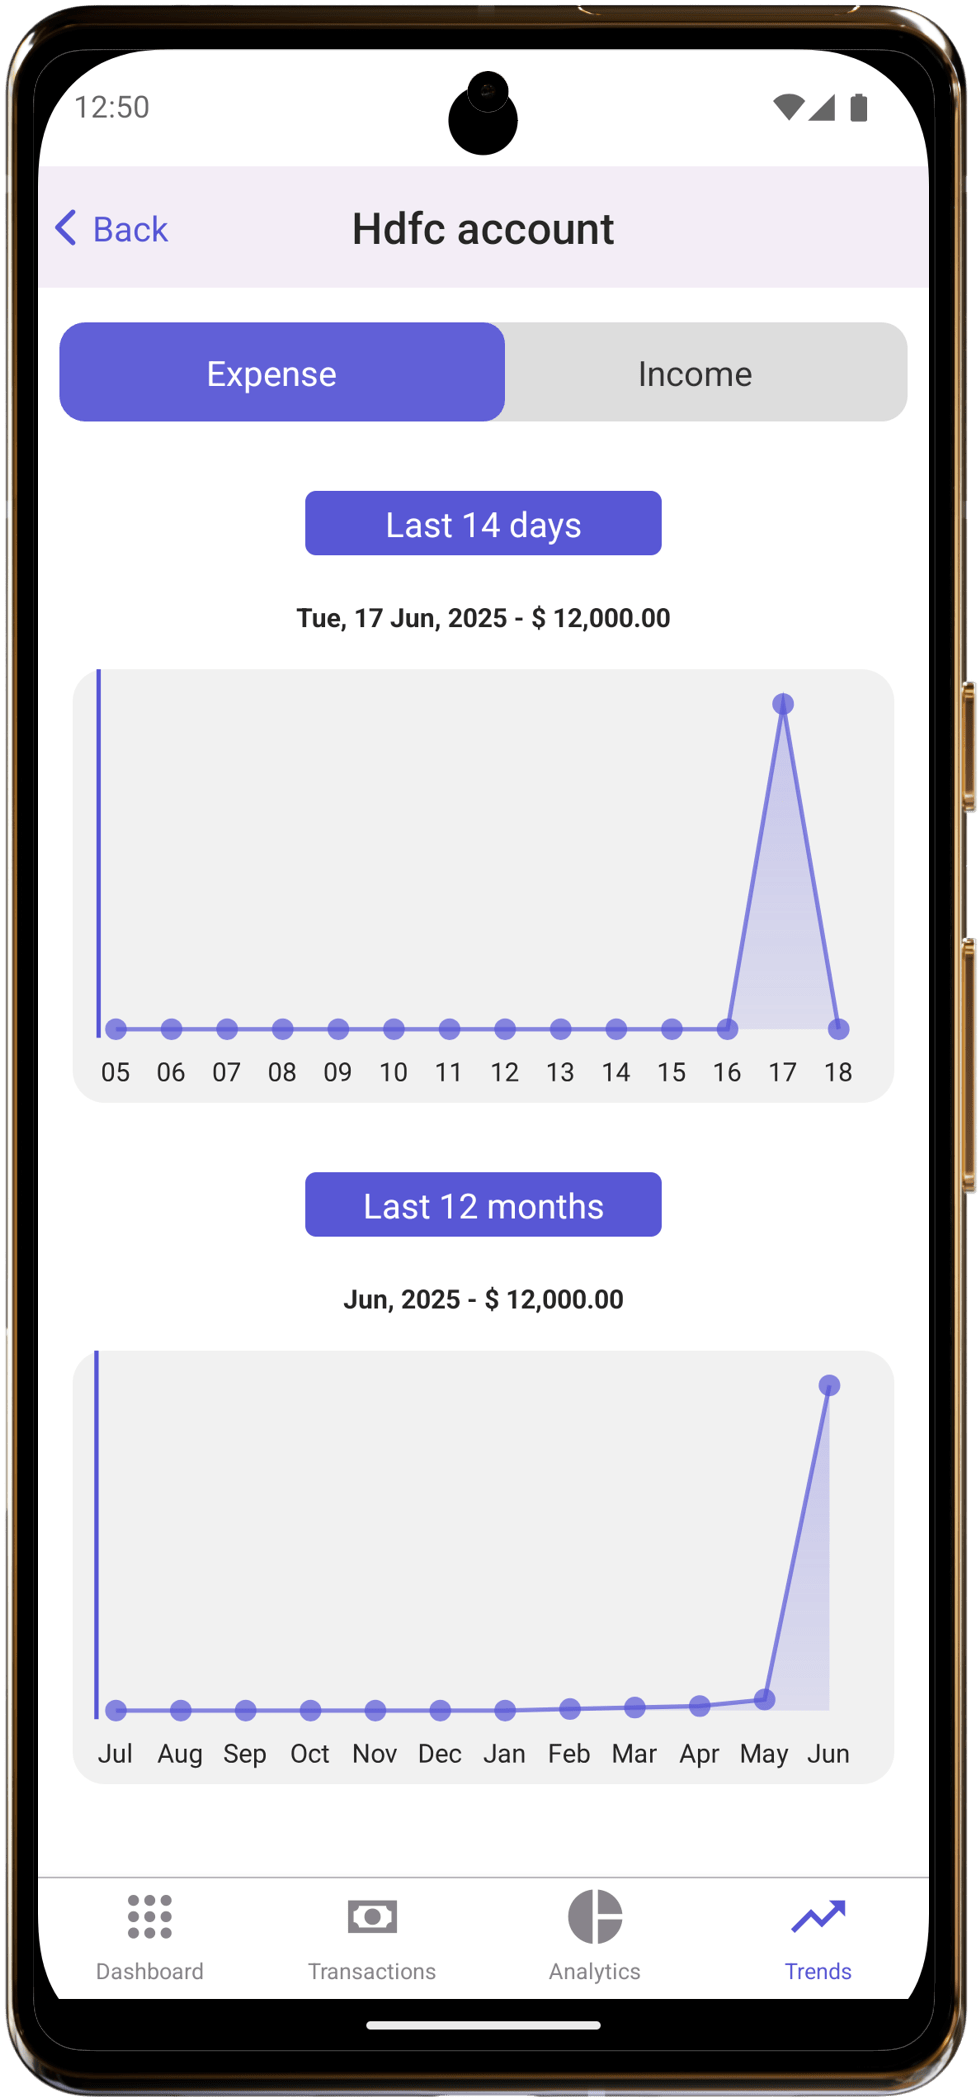 12:50
Back
Hdfc account
Expense Income
Last 14 days
Tue, 17 Jun, 2025 - $ 12,000.00
05 06 07 08 09 10 11 12 13 14 15 16 17 18
Last 12 months
Jun, 2025 - $ 12,000.00
Jul Aug Sep Oct Nov Dec Jan Feb Mar Apr May Jun
Dashboard Transactions Analytics Trends